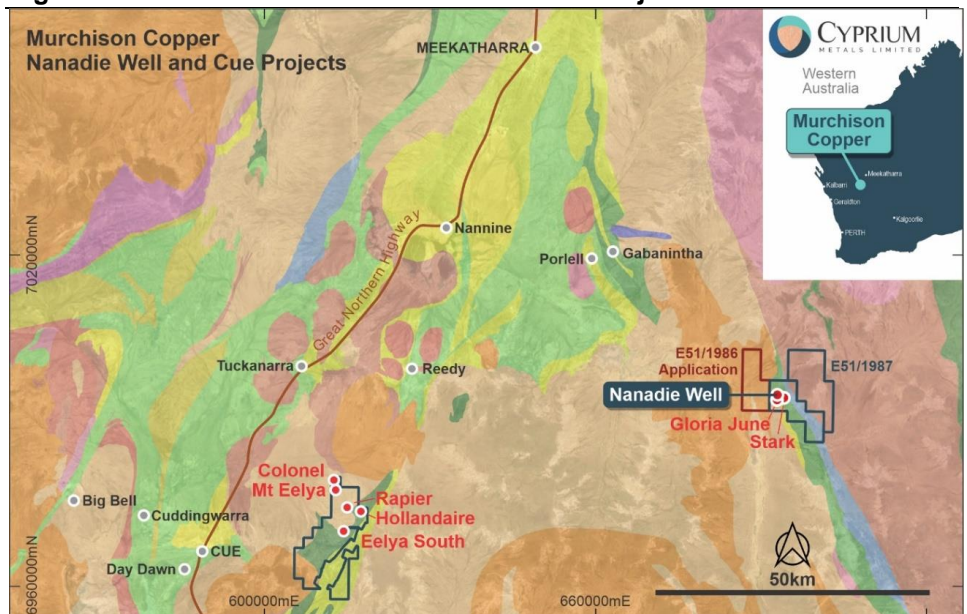 Murchison Copper
Nanadie Well and Cue Projects
MEEKATHARRA
CYPRIUM
METALS LIMITED
Western
Australia
Murchison
Copper
Meekatharra
Kalbarri
Geraldton
Kalgoorlie
PERTH
7020000mN
Great Northern Highway
Nannine
Porlell
Gabanintha
Tuckanarra
Reedy
E51/1986
Application
E51/1987
Nanadie Well
Gloria June
Stark
Colonel
Mt Eelya
Rapier
Hollandaire
Eelya South
Big Bell
Cuddingwarra
CUE
Day Dawn
50km
6960000mN
600000mE
660000mE